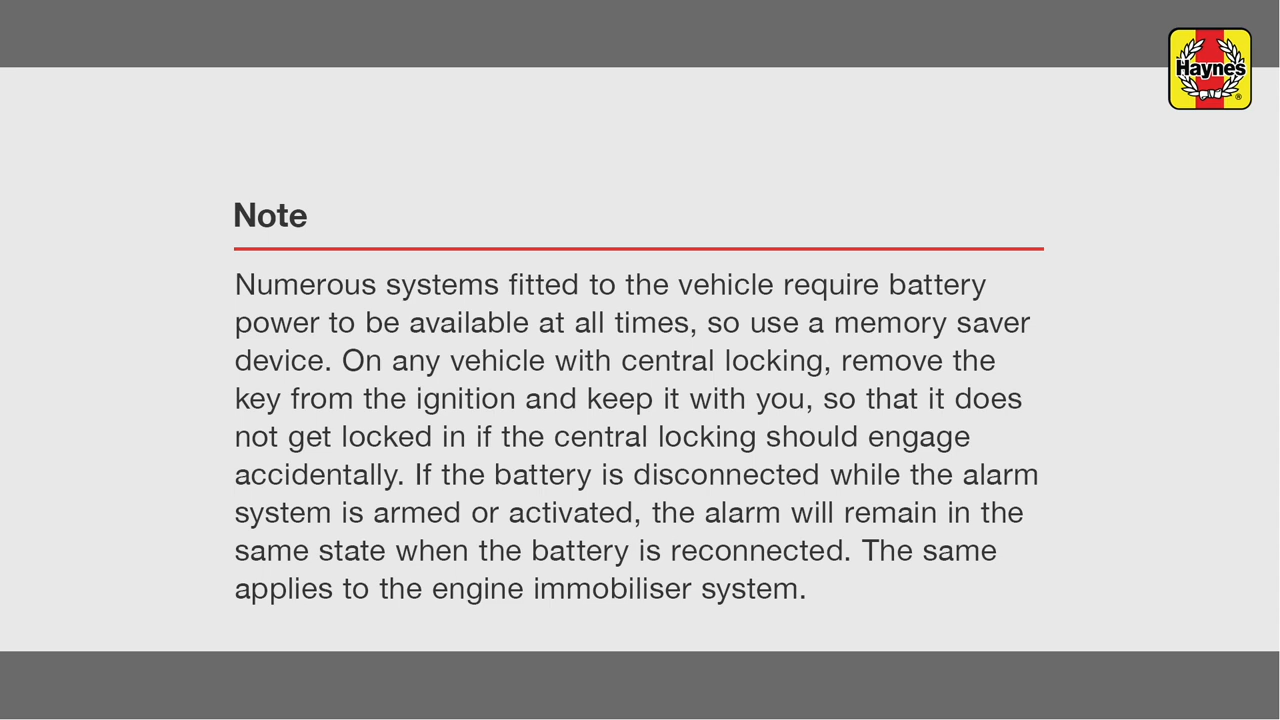 Haynes
Note
Numerous systems fitted to the vehicle require battery
power to be available at all times, so use a memory saver
device. On any vehicle with central locking, remove the
key from the ignition and keep it with you, so that it does
not get locked in if the central locking should engage
accidentally. If the battery is disconnected while the alarm
system is armed or activated, the alarm will remain in the
same state when the battery is reconnected. The same
applies to the engine immobiliser system.